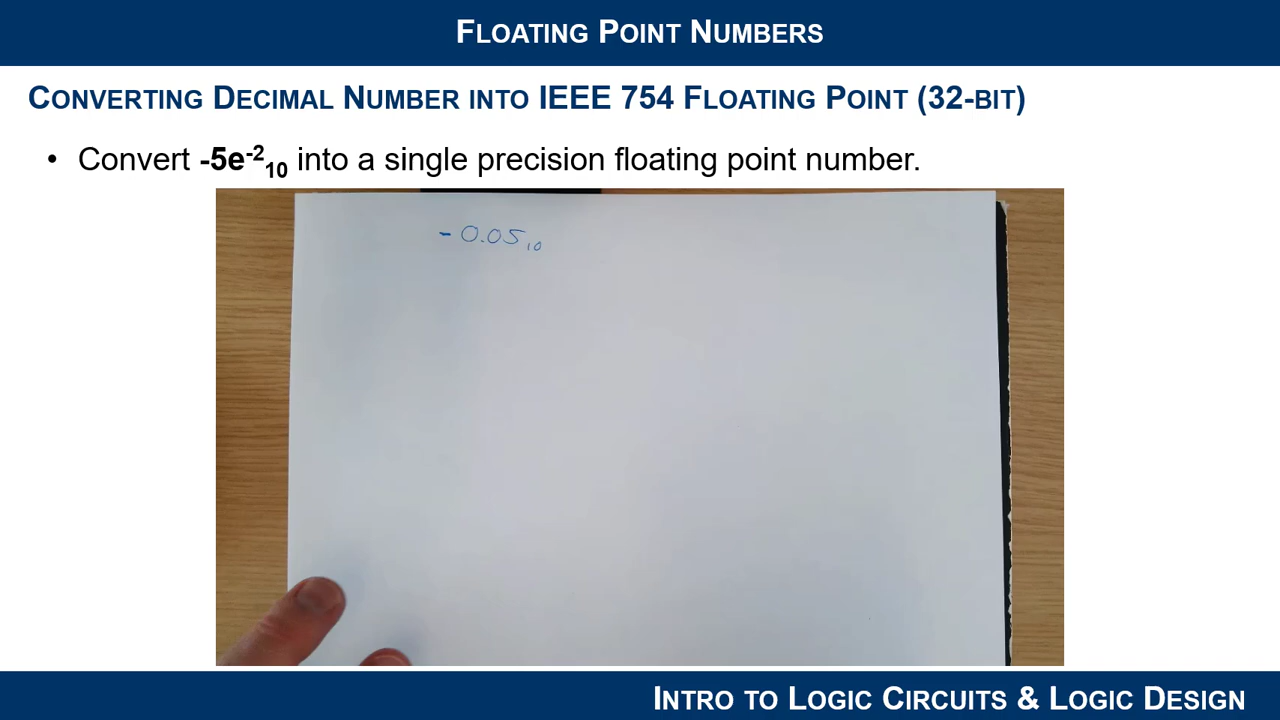 FLOATING POINT NUMBERS
CONVERTING DECIMAL NUMBER INTO IEEE 754 FLOATING POINT (32-BIT)
• Convert -5e⁻²₁₀ into a single precision floating point number.
- 0.05₁₀
INTRO TO LOGIC CIRCUITS & LOGIC DESIGN